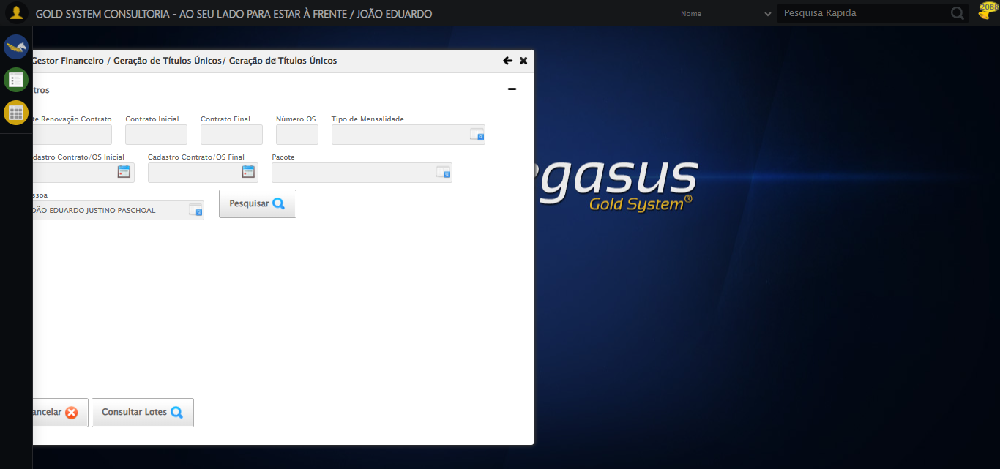 GOLD SYSTEM CONSULTORIA - AO SEU LADO PARA ESTAR À FRENTE / JOÃO EDUARDO
Nome
Pesquisa Rapida
2088
Gestor Financeiro / Geração de Títulos Únicos/ Geração de Títulos Únicos
tros
te Renovação Contrato
Contrato Inicial
Contrato Final
Número OS
Tipo de Mensalidade
dastro Contrato/OS Inicial
Cadastro Contrato/OS Final
Pacote
ssoa
OÃO EDUARDO JUSTINO PASCHOAL
Pesquisar
egasus
Gold System®
ancelar
Consultar Lotes